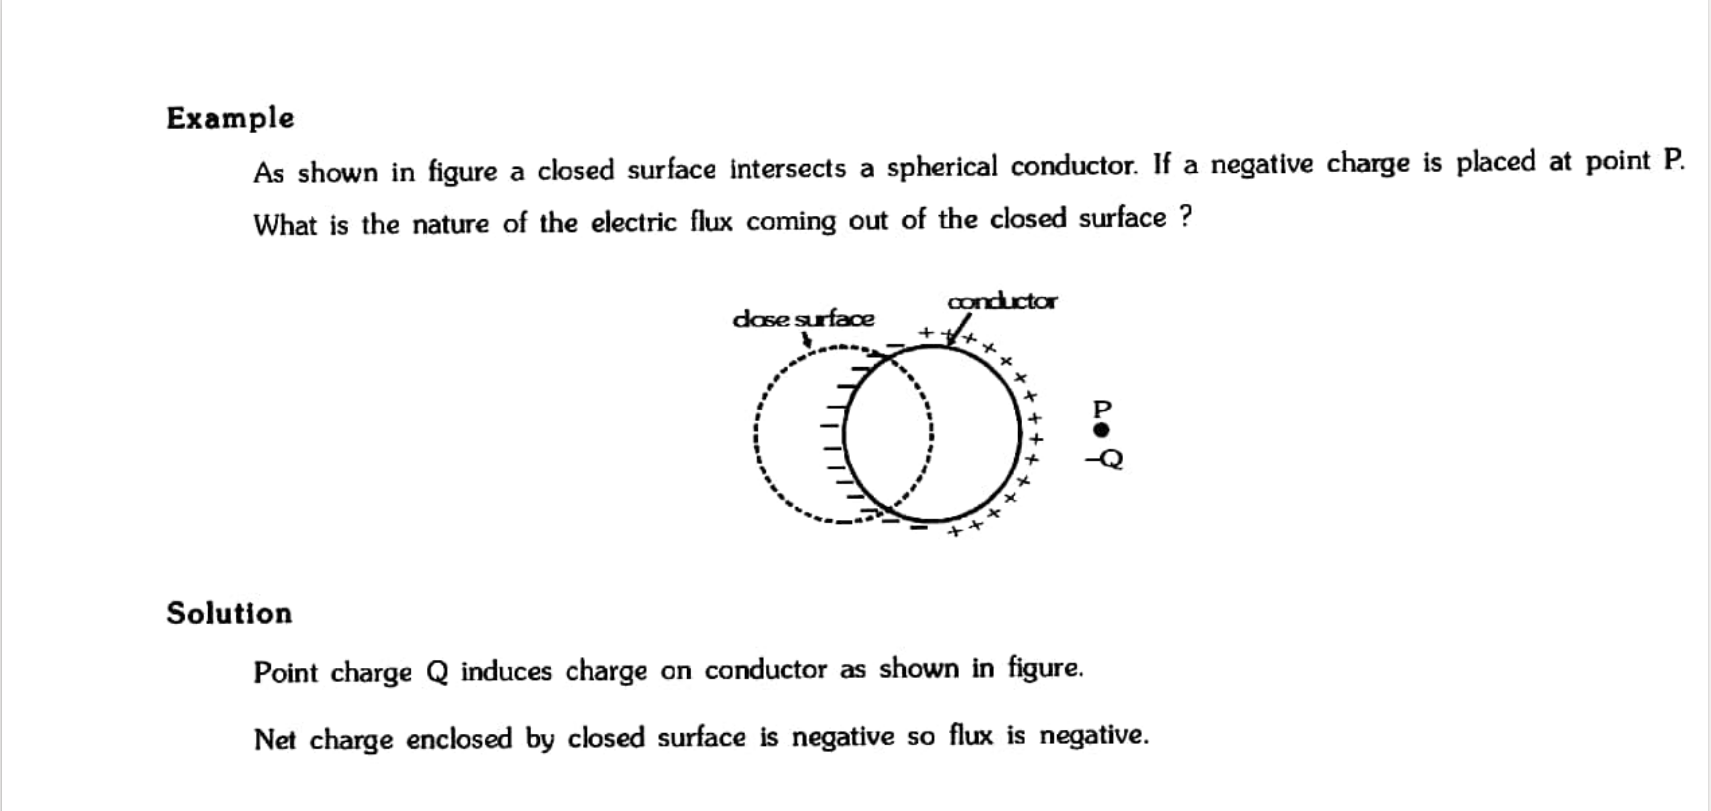 Example
As shown in figure a closed surface intersects a spherical conductor. If a negative charge is placed at point P.
What is the nature of the electric flux coming out of the closed surface ?
conductor
close surface
P
–Q
Solution
Point charge Q induces charge on conductor as shown in figure.
Net charge enclosed by closed surface is negative so flux is negative.